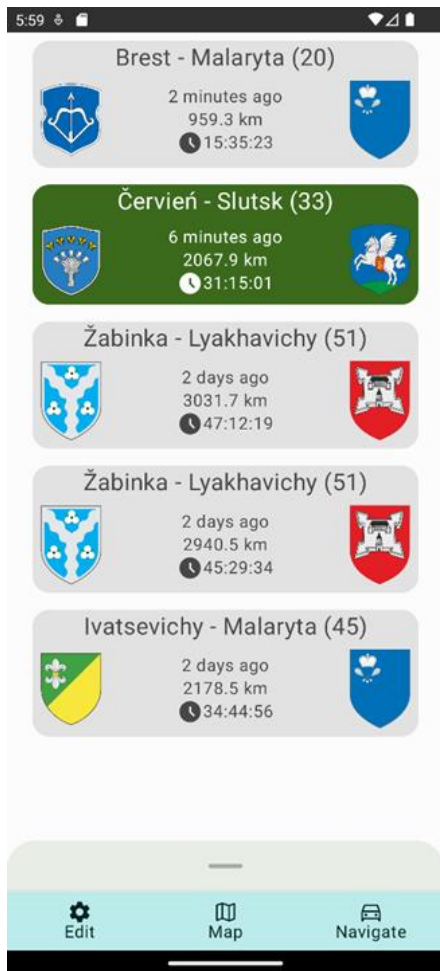 5:59
Brest - Malaryta (20)
2 minutes ago
959.3 km
15:35:23
Červień - Slutsk (33)
6 minutes ago
2067.9 km
31:15:01
Žabinka - Lyakhavichy (51)
2 days ago
3031.7 km
47:12:19
Žabinka - Lyakhavichy (51)
2 days ago
2940.5 km
45:29:34
Ivatsevichy - Malaryta (45)
2 days ago
2178.5 km
34:44:56
Edit
Map
Navigate